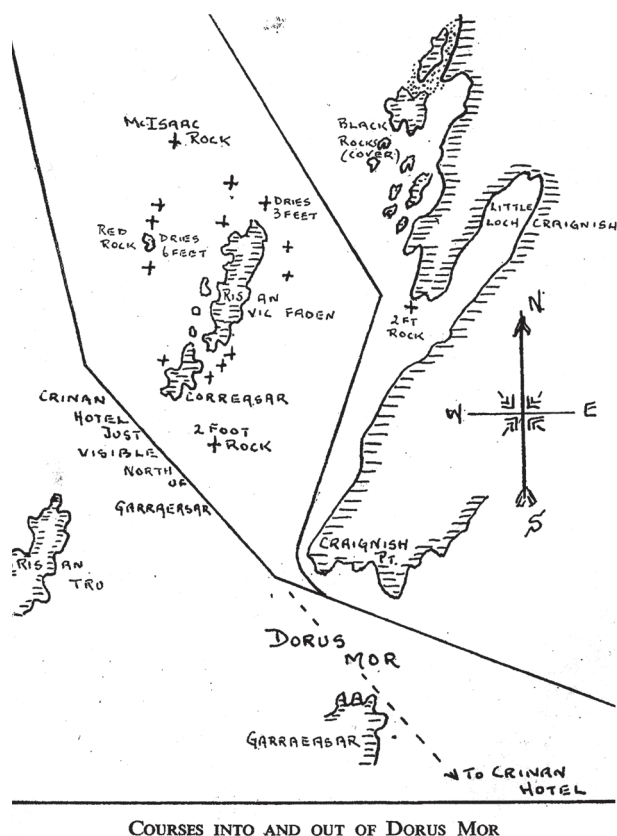 McISAAC
ROCK
BLACK
ROCKS
(COVER)
DRIES
3 FEET
RED
ROCK
DRIES
6 FEET
LITTLE
LOCH CRAIGNISH
RIS AN
VIC FADEN
2 FT
ROCK
N
W E
S
CORREASAR
CRINAN
HOTEL
JUST
VISIBLE
NORTH
OF
GARRAEASAR
2 FOOT
ROCK
CRAIGNISH
PT.
RIS AN
TRU
DORUS
MOR
GARRAEASAR
TO CRINAN
HOTEL
COURSES INTO AND OUT OF DORUS MOR